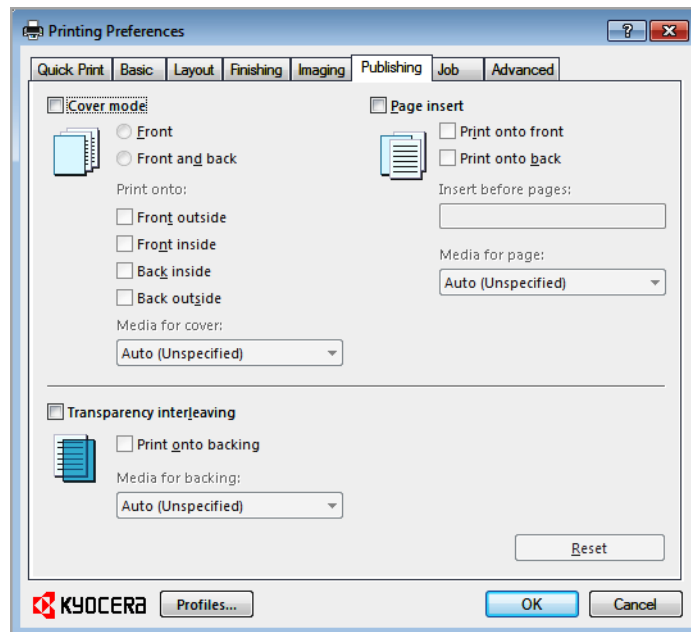 Printing Preferences
Quick Print Basic Layout Finishing Imaging Publishing Job Advanced
Cover mode
Front
Front and back
Print onto:
Front outside
Front inside
Back inside
Back outside
Media for cover:
Auto (Unspecified)
Page insert
Print onto front
Print onto back
Insert before pages:
Media for page:
Auto (Unspecified)
Transparency interleaving
Print onto backing
Media for backing:
Auto (Unspecified)
Reset
KYOCERA Profiles... OK Cancel